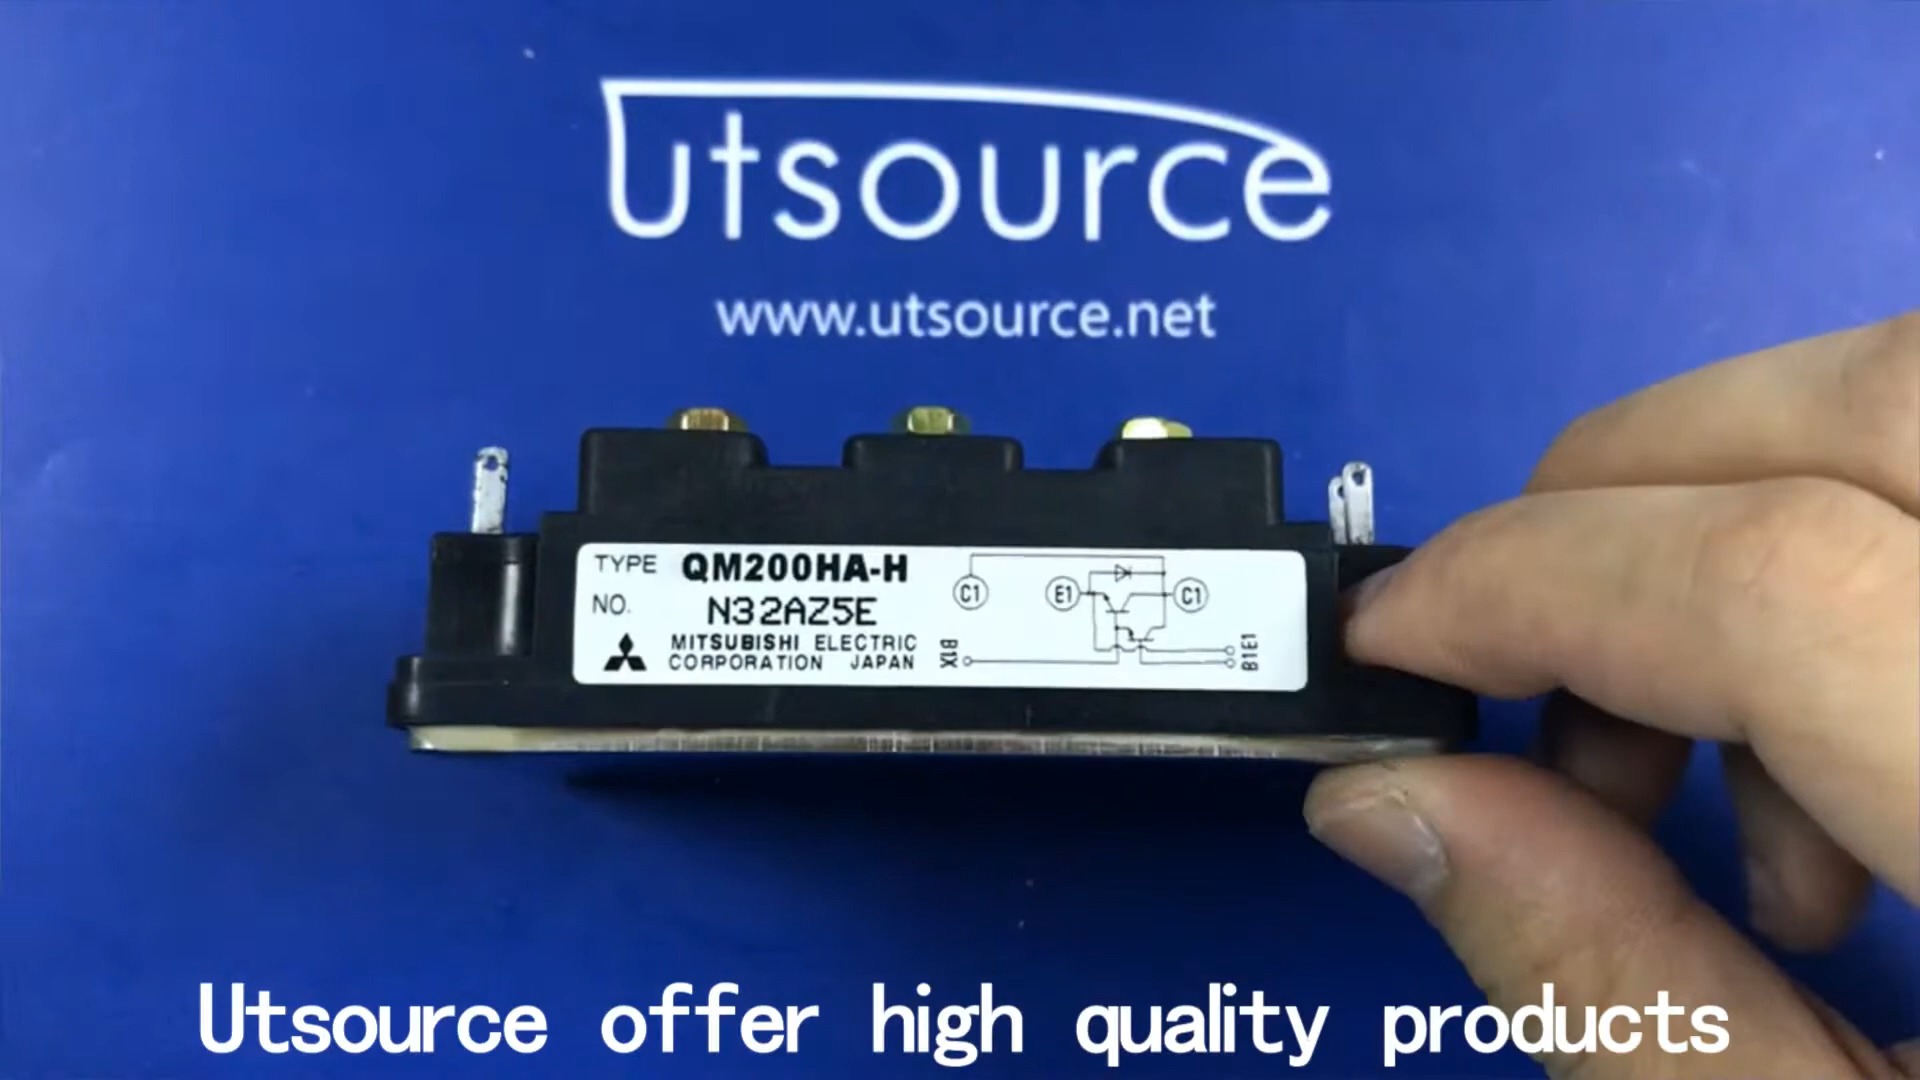 utsource
www.utsource.net
TYPE QM200HA-H
NO. N32AZ5E
MITSUBISHI ELECTRIC
CORPORATION JAPAN
C1
E1
C1
B1X
B1E1
Utsource offer high quality products